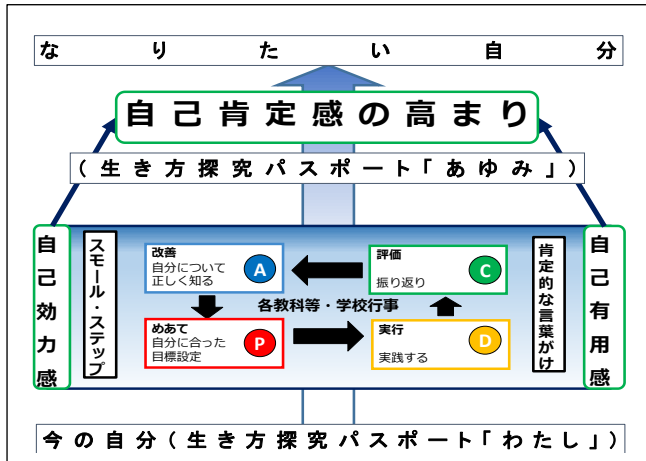 なりたい自分
自己肯定感の高まり
(生き方探究パスポート「あゆみ」)
自己効力感
スモール・ステップ
改善
自分について
正しく知る
A
評価
振り返り
C
各教科等・学校行事
めあて
自分に合った
目標設定
P
実行
実践する
D
肯定的な言葉がけ
自己有用感
今の自分(生き方探究パスポート「わたし」)